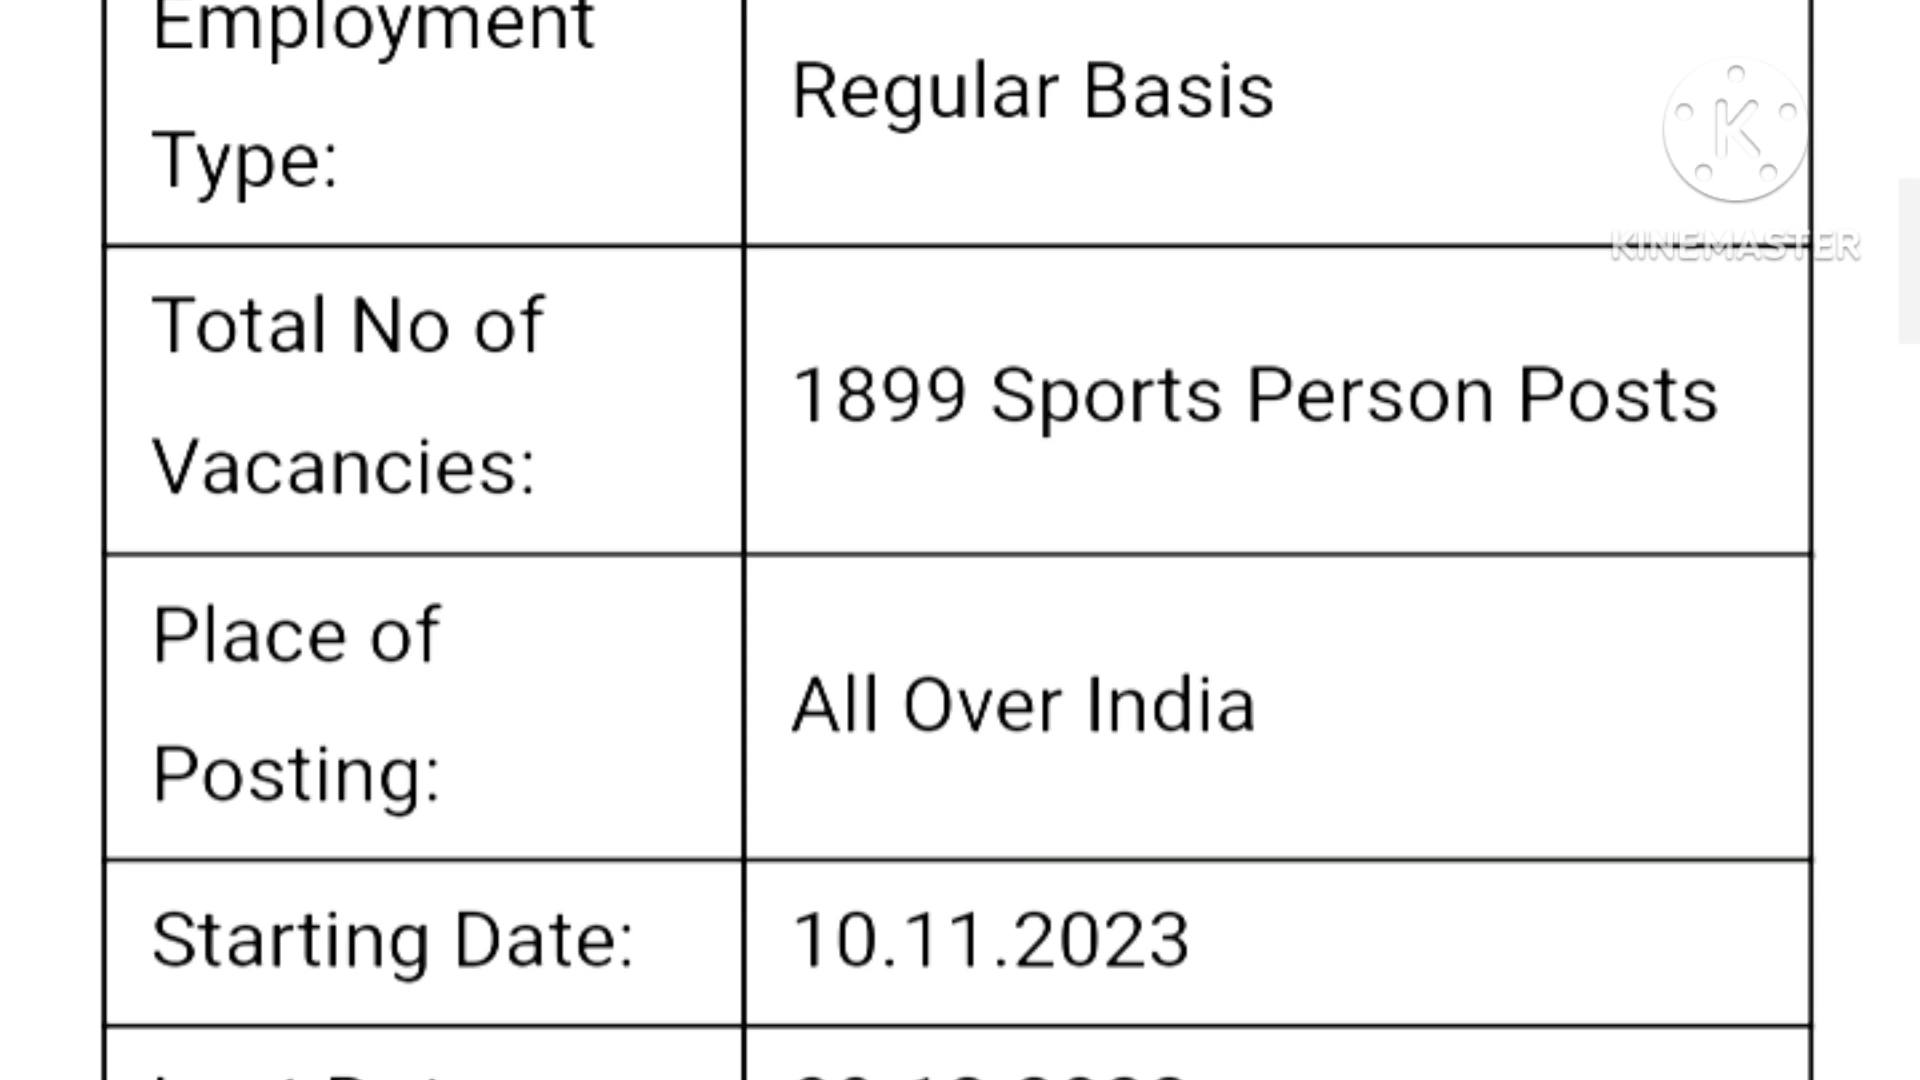 Employment
Type:
Regular Basis
K
KINEMASTER
Total No of
Vacancies:
1899 Sports Person Posts
Place of
Posting:
All Over India
Starting Date:
10.11.2023